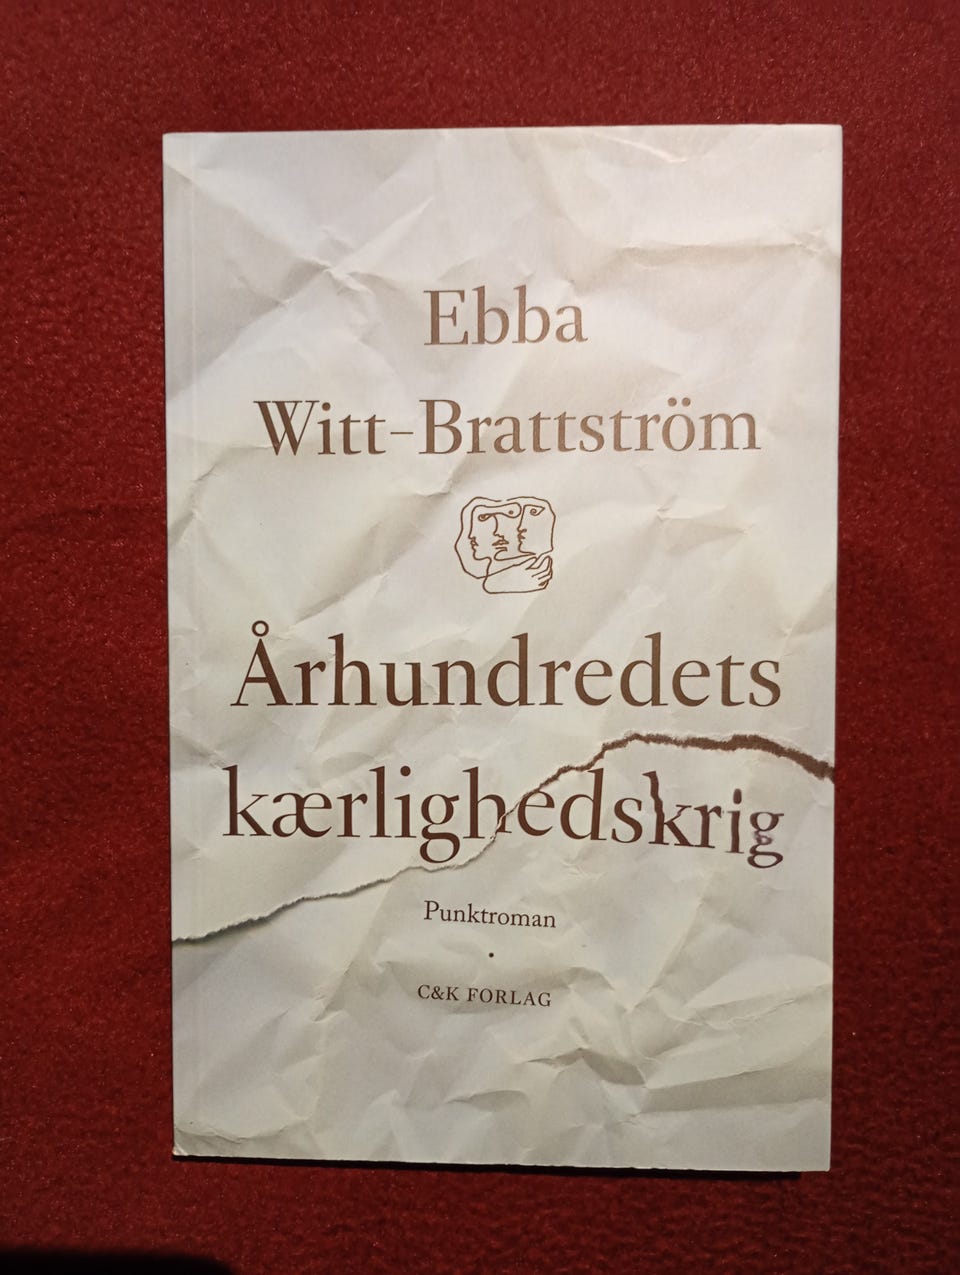 Ebba
Witt-Brattström
Århundredets
kærlighedskrig
Punktroman
•
C&K FORLAG